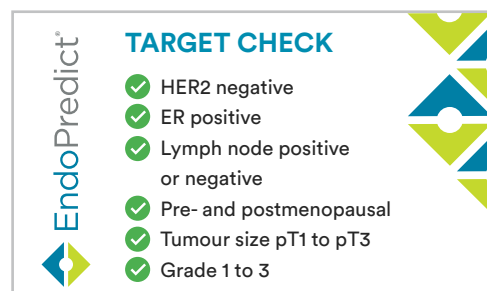 EndoPredict®
TARGET CHECK
HER2 negative
ER positive
Lymph node positive
or negative
Pre- and postmenopausal
Tumour size pT1 to pT3
Grade 1 to 3